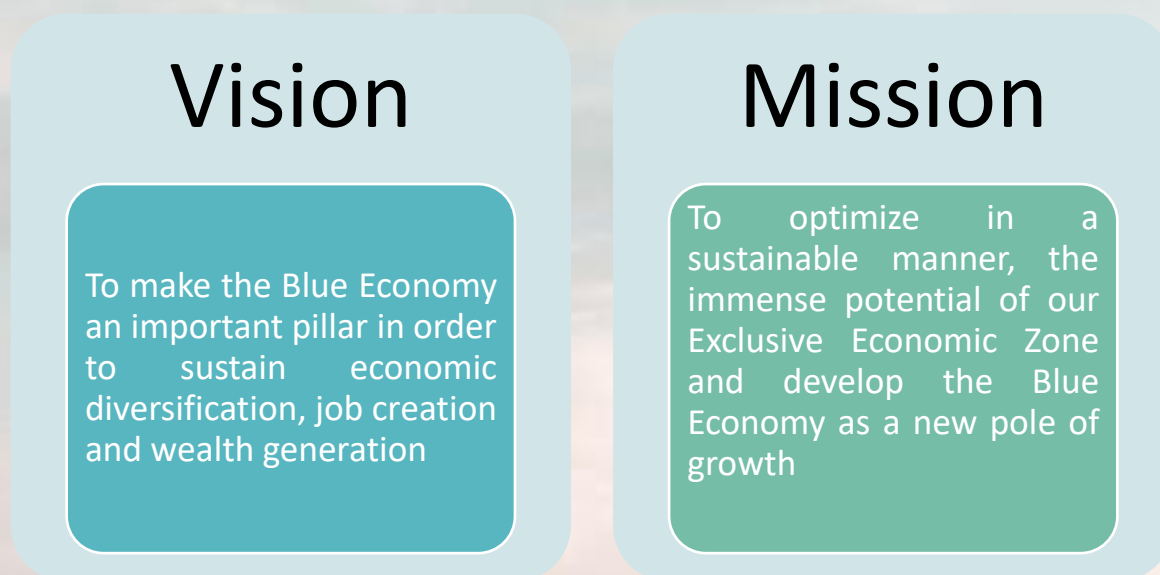 Vision
To make the Blue Economy
an important pillar in order
to sustain economic
diversification, job creation
and wealth generation
Mission
To optimize in a
sustainable manner, the
immense potential of our
Exclusive Economic Zone
and develop the Blue
Economy as a new pole of
growth